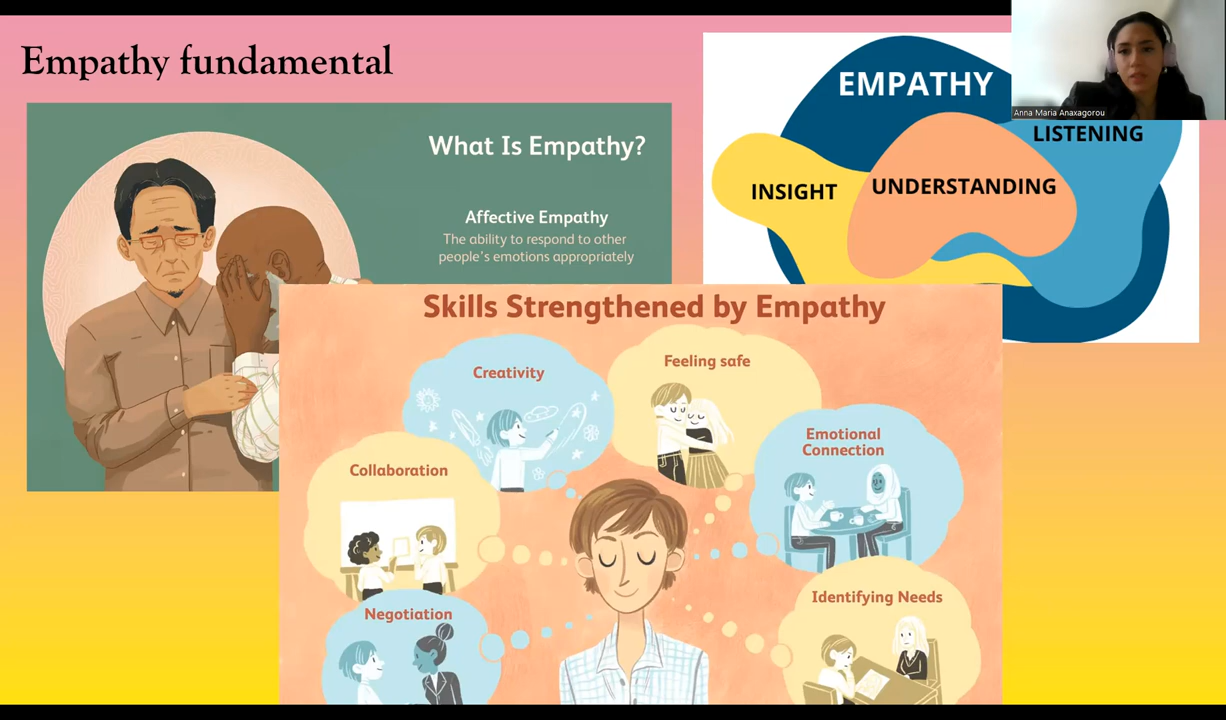 Empathy fundamental
What Is Empathy?
Affective Empathy
The ability to respond to other
people's emotions appropriately
EMPATHY
LISTENING
INSIGHT
UNDERSTANDING
Anna Maria Anaxagorou
Skills Strengthened by Empathy
Creativity
Feeling safe
Emotional
Connection
Collaboration
Identifying Needs
Negotiation